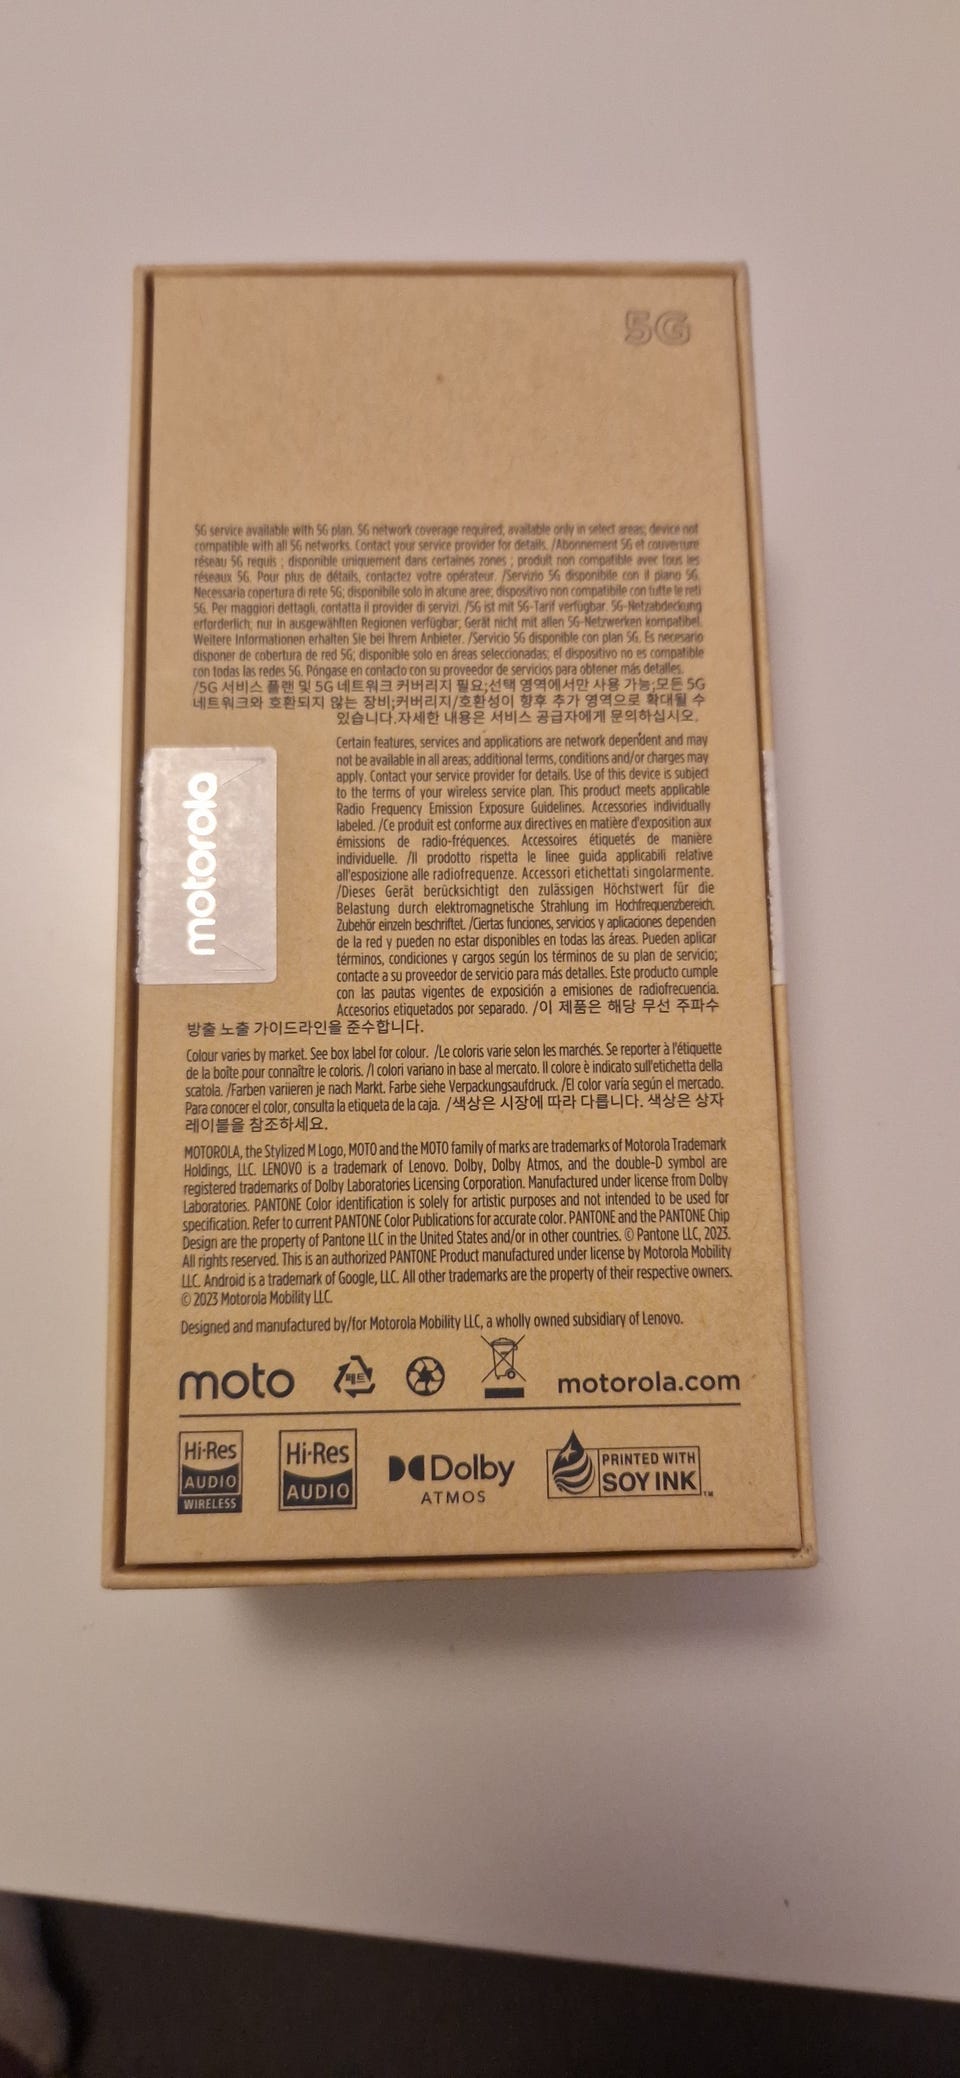 5G
5G service available with 5G plan. 5G network coverage required; available only in select areas; device not
compatible with all 5G networks. Contact your service provider for details. /Abonnement 5G et couverture
réseau 5G requis ; disponible uniquement dans certaines zones ; produit non compatible avec tous les
réseaux 5G. Pour plus de détails, contactez votre opérateur. /Servizio 5G disponibile con il piano 5G.
Necessaria copertura di rete 5G; disponibile solo in alcune aree; dispositivo non compatibile con tutte le reti
5G. Per maggiori dettagli, contatta il provider di servizi. /5G ist mit 5G-Tarif verfügbar. 5G-Netzabdeckung
erforderlich; nur in ausgewählten Regionen verfügbar; Gerät nicht mit allen 5G-Netzwerken kompatibel.
Weitere Informationen erhalten Sie bei Ihrem Anbieter. /Servicio 5G disponible con plan 5G. Es necesario
disponer de cobertura de red 5G; disponible solo en áreas seleccionadas; el dispositivo no es compatible
con todas las redes 5G. Póngase en contacto con su proveedor de servicios para obtener más detalles.
/5G 서비스 플랜 및 5G 네트워크 커버리지 필요;선택 영역에서만 사용 가능;모든 5G
네트워크와 호환되지 않는 장비;커버리지/호환성이 향후 추가 영역으로 확대될 수
있습니다.자세한 내용은 서비스 공급자에게 문의하십시오.
motorola
Certain features, services and applications are network dependent and may
not be available in all areas; additional terms, conditions and/or charges may
apply. Contact your service provider for details. Use of this device is subject
to the terms of your wireless service plan. This product meets applicable
Radio Frequency Emission Exposure Guidelines. Accessories individually
labeled. /Ce produit est conforme aux directives en matière d'exposition aux
émissions de radio-fréquences. Accessoires étiquetés de manière
individuelle. /Il prodotto rispetta le linee guida applicabili relative
all'esposizione alle radiofrequenze. Accessori etichettati singolarmente.
/Dieses Gerät berücksichtigt den zulässigen Höchstwert für die
Belastung durch elektromagnetische Strahlung im Hochfrequenzbereich.
Zubehör einzeln beschriftet. /Ciertas funciones, servicios y aplicaciones dependen
de la red y pueden no estar disponibles en todas las áreas. Pueden aplicar
términos, condiciones y cargos según los términos de su plan de servicio;
contacte a su proveedor de servicio para más detalles. Este producto cumple
con las pautas vigentes de exposición a emisiones de radiofrecuencia.
Accesorios etiquetados por separado. /이 제품은 해당 무선 주파수
방출 노출 가이드라인을 준수합니다.
Colour varies by market. See box label for colour. /Le coloris varie selon les marchés. Se reporter à l'étiquette
de la boîte pour connaître le coloris. /I colori variano in base al mercato. Il colore è indicato sull'etichetta della
scatola. /Farben variieren je nach Markt. Farbe siehe Verpackungsaufdruck. /El color varía según el mercado.
Para conocer el color, consulta la etiqueta de la caja. /색상은 시장에 따라 다릅니다. 색상은 상자
레이블을 참조하세요.
MOTOROLA, the Stylized M Logo, MOTO and the MOTO family of marks are trademarks of Motorola Trademark
Holdings, LLC. LENOVO is a trademark of Lenovo. Dolby, Dolby Atmos, and the double-D symbol are
registered trademarks of Dolby Laboratories Licensing Corporation. Manufactured under license from Dolby
Laboratories. PANTONE Color identification is solely for artistic purposes and not intended to be used for
specification. Refer to current PANTONE Color Publications for accurate color. PANTONE and the PANTONE Chip
Design are the property of Pantone LLC in the United States and/or in other countries. © Pantone LLC, 2023.
All rights reserved. This is an authorized PANTONE Product manufactured under license by Motorola Mobility
LLC. Android is a trademark of Google, LLC. All other trademarks are the property of their respective owners.
© 2023 Motorola Mobility LLC.
Designed and manufactured by/for Motorola Mobility LLC, a wholly owned subsidiary of Lenovo.
moto 페트 motorola.com
Hi-Res AUDIO WIRELESS
Hi-Res AUDIO
Dolby ATMOS
PRINTED WITH SOY INK™